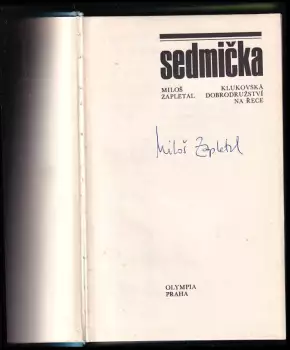 sedmička
MILOŠ KLUKOVSKÁ
ZAPLETAL DOBRODRUŽSTVÍ
NA ŘECE
Miloš Zapletal
OLYMPIA
PRAHA